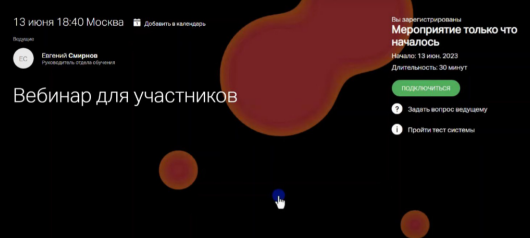 13 июня 18:40 Москва
Добавить в календарь
Ведущие
ЕС
Евгений Смирнов
Руководитель отдела обучения
Вебинар для участников
Вы зарегистрированы
Мероприятие только что
началось
Начало: 13 июн. 2023
Длительность: 30 минут
ПОДКЛЮЧИТЬСЯ
? Задать вопрос ведущему
i Пройти тест системы